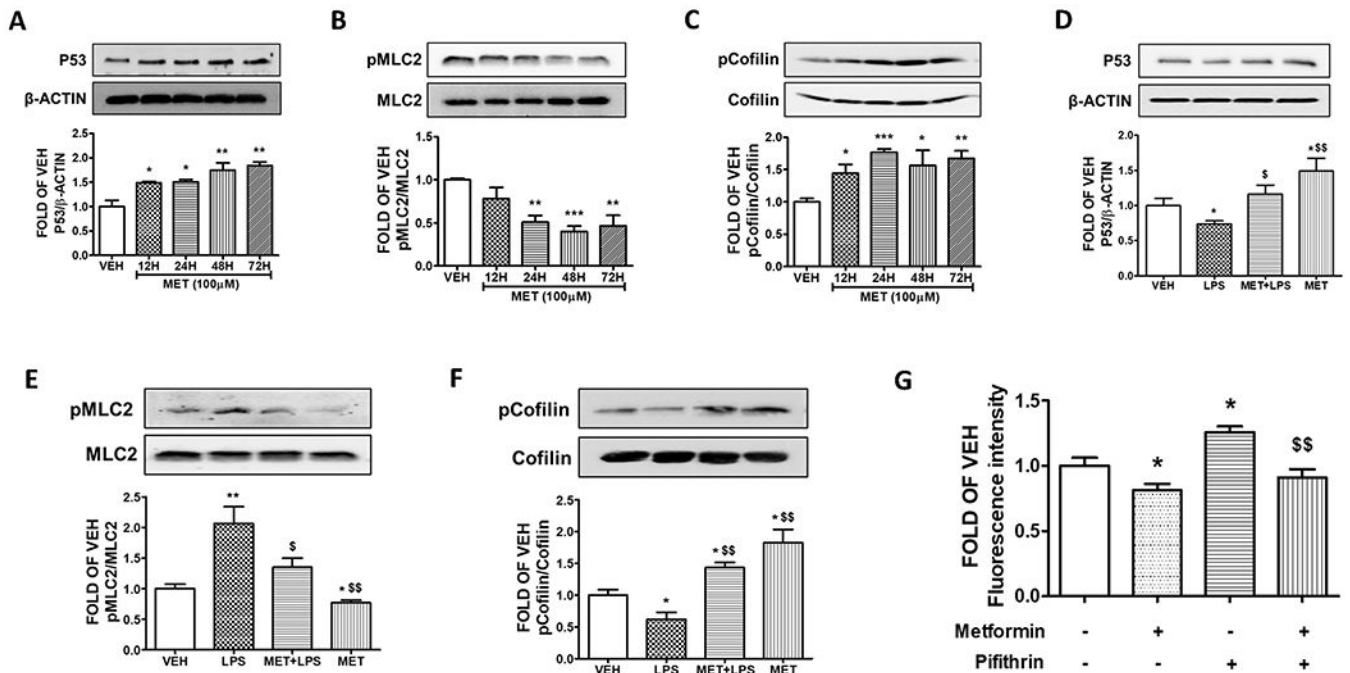 A
P53
β-ACTIN
FOLD OF VEH
P53/β-ACTIN
2.5
2.0
1.5
1.0
0.5
0.0
* * ** **
VEH 12H 24H 48H 72H
MET (100μM)
B
pMLC2
MLC2
FOLD OF VEH
pMLC2/MLC2
1.5
1.0
0.5
0.0
** *** **
VEH 12H 24H 48H 72H
MET (100μM)
C
pCofilin
Cofilin
FOLD OF VEH
pCofilin/Cofilin
2.0
1.5
1.0
0.5
0.0
* *** * **
VEH 12H 24H 48H 72H
MET (100μM)
D
P53
β-ACTIN
FOLD OF VEH
P53/β-ACTIN
2.0
1.5
1.0
0.5
0.0
* $ *$$
VEH LPS MET+LPS MET
E
pMLC2
MLC2
FOLD OF VEH
pMLC2/MLC2
2.5
2.0
1.5
1.0
0.5
0.0
** $ *$$
VEH LPS MET+LPS MET
F
pCofilin
Cofilin
FOLD OF VEH
pCofilin/Cofilin
2.5
2.0
1.5
1.0
0.5
0.0
* *$$ *$$
VEH LPS MET+LPS MET
G
FOLD OF VEH
Fluorescence intensity
1.5
1.0
0.5
0.0
* * $$
Metformin - + - +
Pifithrin - - + +